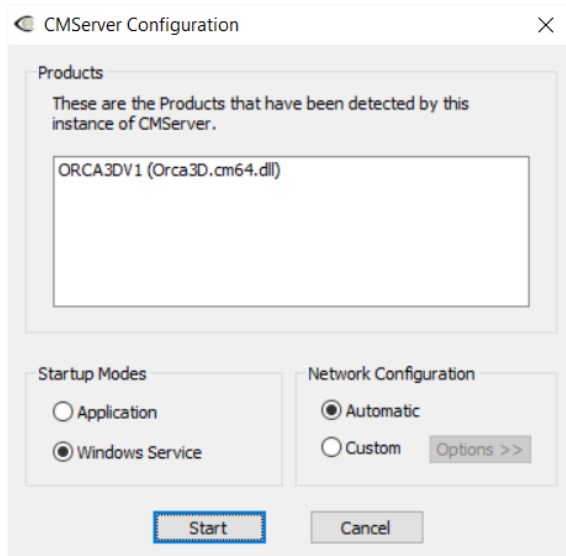 CMServer Configuration
Products
These are the Products that have been detected by this
instance of CMServer.
ORCA3DV1 (Orca3D.cm64.dll)
Startup Modes
Network Configuration
Application
Automatic
Windows Service
Custom
Options >>
Start
Cancel